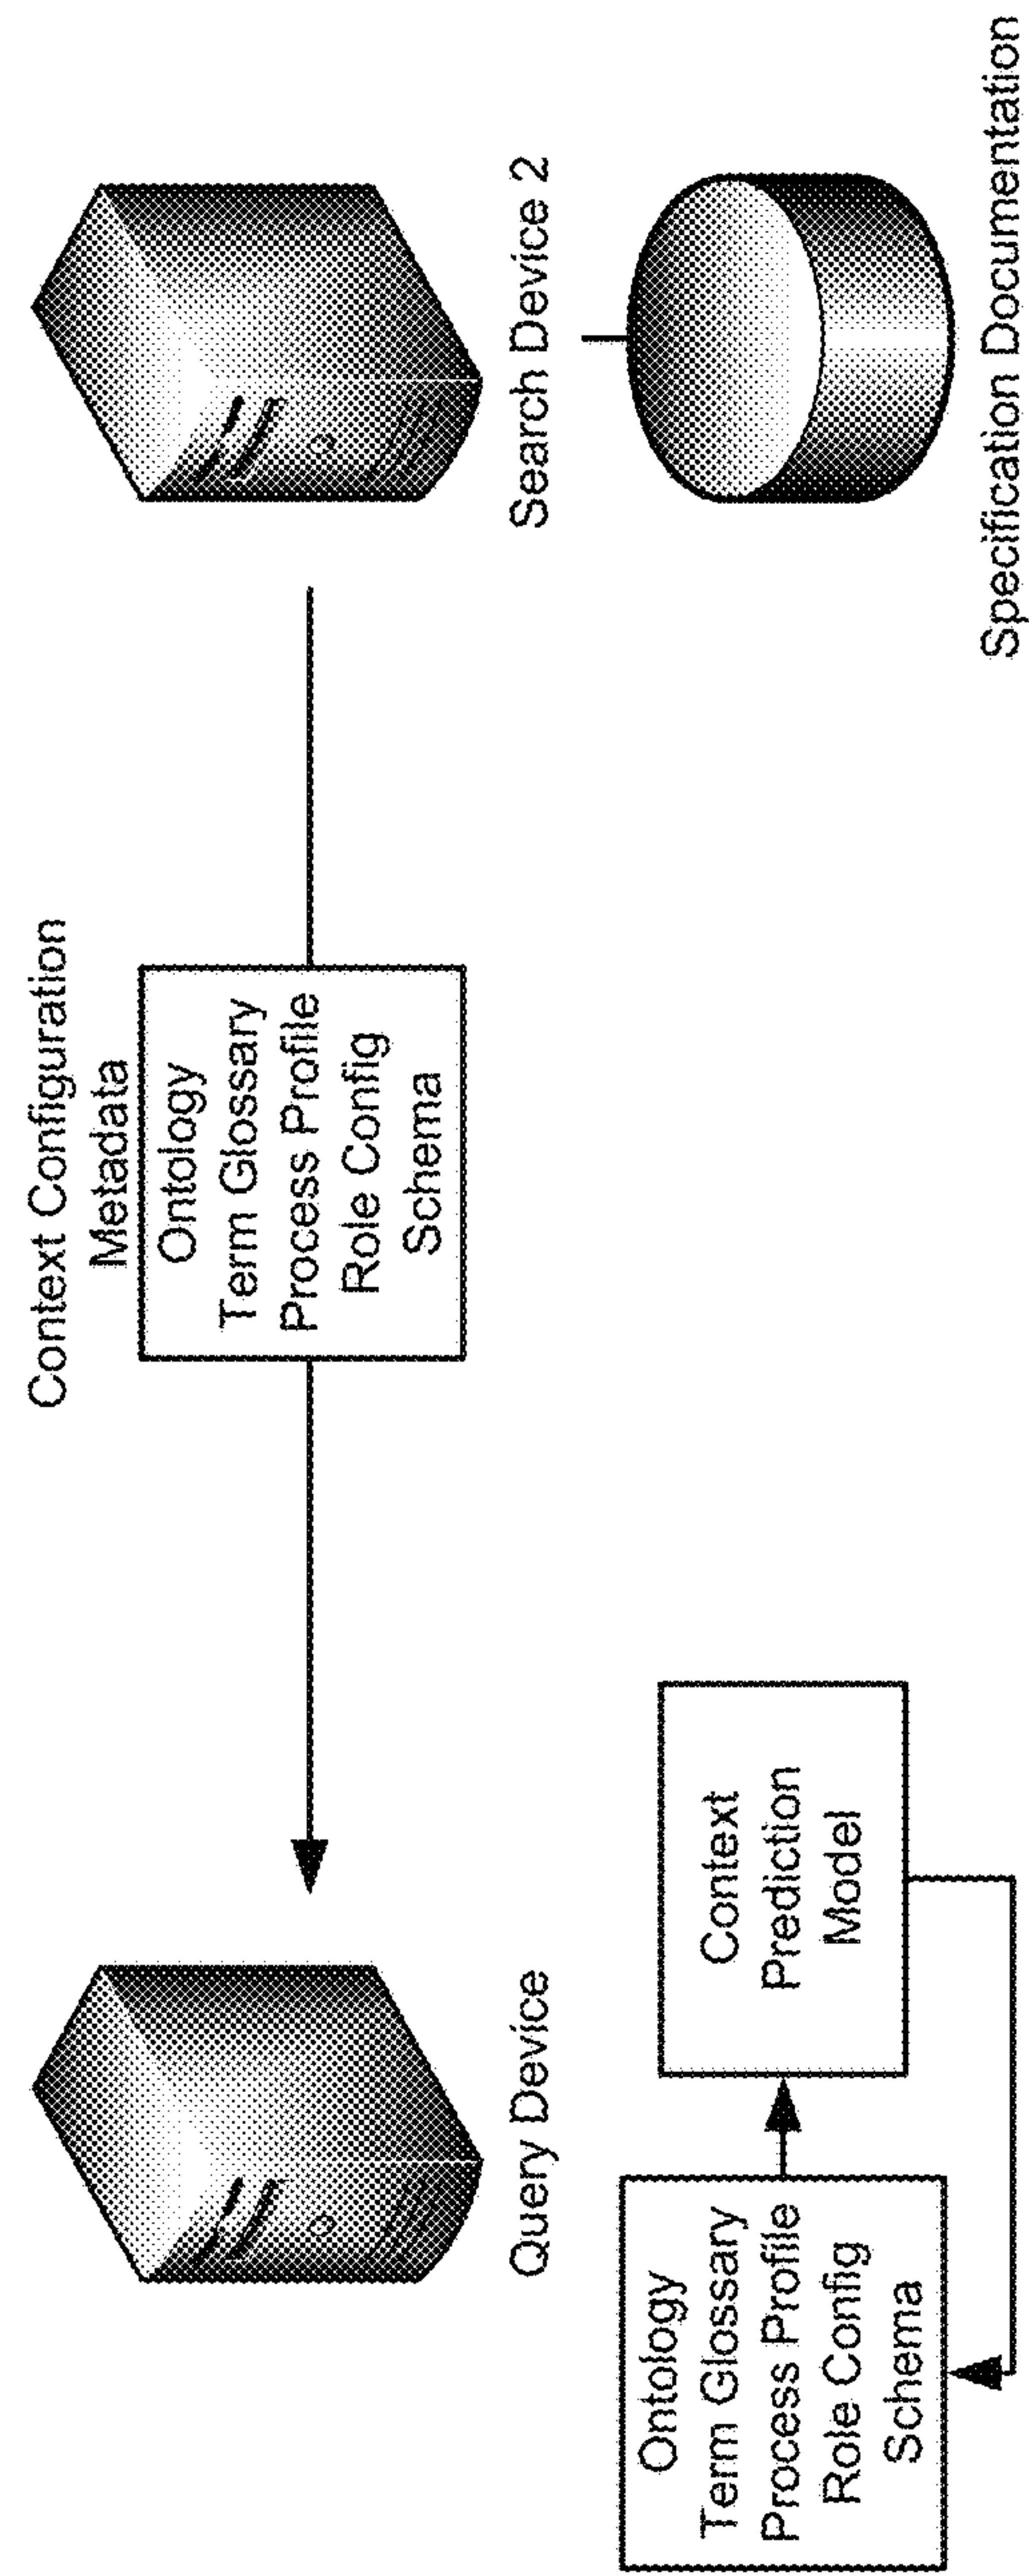 Context Configuration
Metadata
Ontology
Term Glossary
Process Profile
Role Config
Schema
Query Device
Search Device 2
Ontology
Term Glossary
Process Profile
Role Config
Schema
Context
Prediction
Model
Specification Documentation